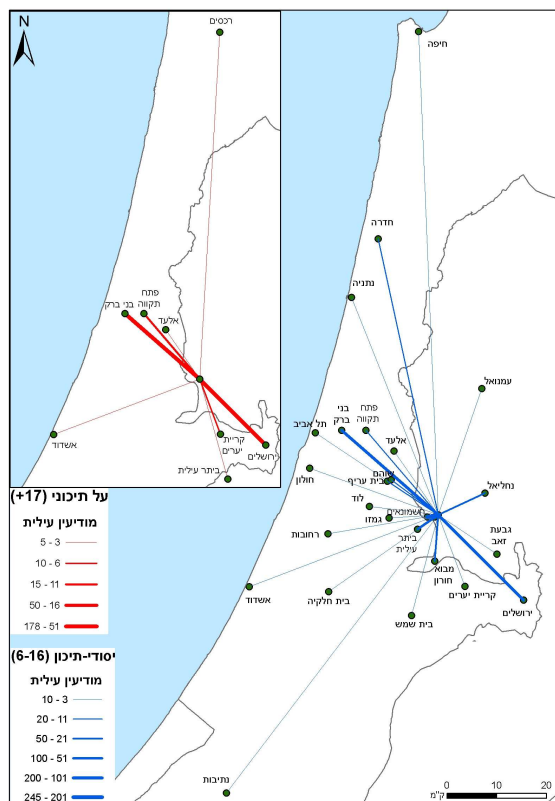 N
רכסים
פתח
תקווה
בני ברק
אלעד
אשדוד
קריית
יערים
ירושלים
ביתר עילית
על תיכוני (17+)
מודיעין עילית
3 - 5
6 - 10
11 - 15
16 - 50
51 - 178
יסודי-תיכון (6-16)
מודיעין עילית
3 - 10
11 - 20
21 - 50
51 - 100
101 - 200
201 - 245
חיפה
חדרה
נתניה
עמנואל
בני
ברק
פתח
תקווה
תל אביב
אלעד
שוהם
בית עריף
חולון
נחליאל
לוד
חשמונאים
גמזו
רחובות
ביתר
עילית
גבעת
זאב
מבוא
חורון
אשדוד
בית חלקיה
קריית יערים
ירושלים
בית שמש
נתיבות
0 10 20
ק"מ